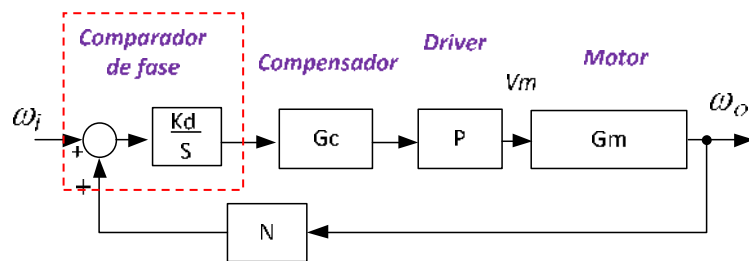 Comparador
de fase
Compensador
Driver
Motor
Vm
ωi
+
+
Kd
S
Gc
P
Gm
ωo
N